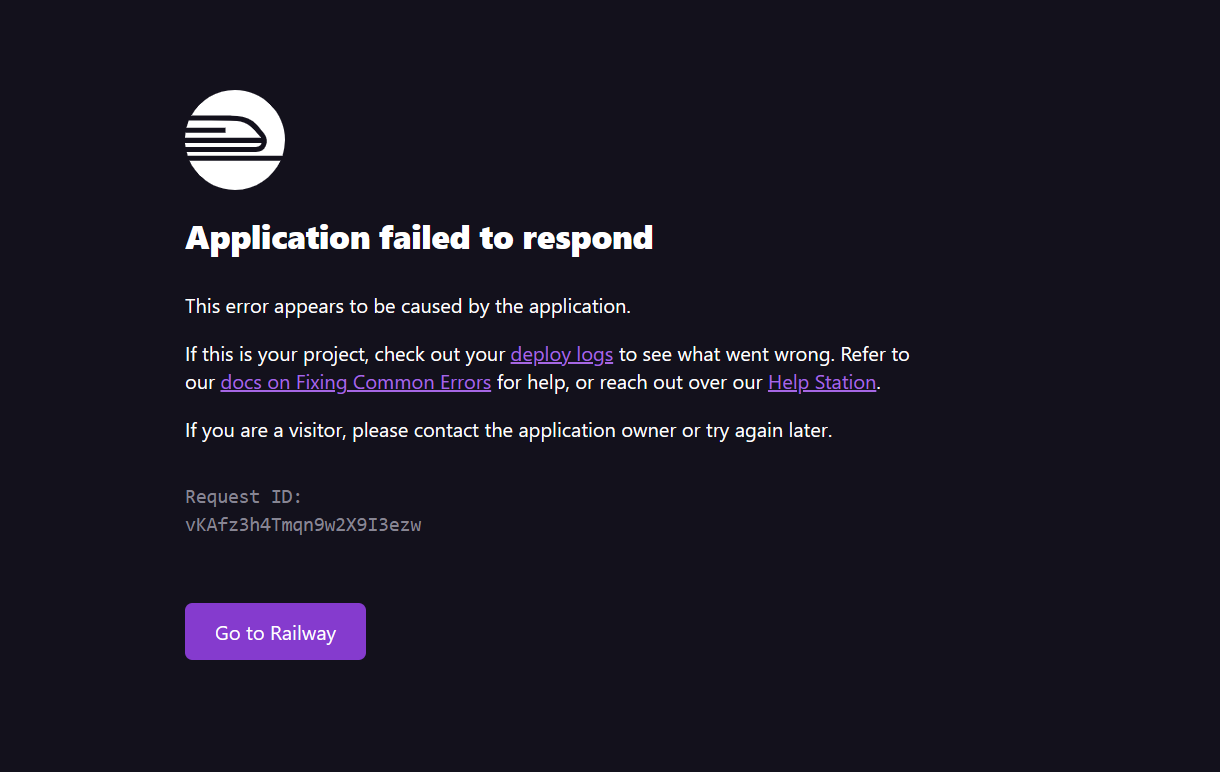 Application failed to respond
This error appears to be caused by the application.
If this is your project, check out your deploy logs to see what went wrong. Refer to
our docs on Fixing Common Errors for help, or reach out over our Help Station.
If you are a visitor, please contact the application owner or try again later.
Request ID:
vKAfz3h4Tmqn9w2X9I3ezw
Go to Railway